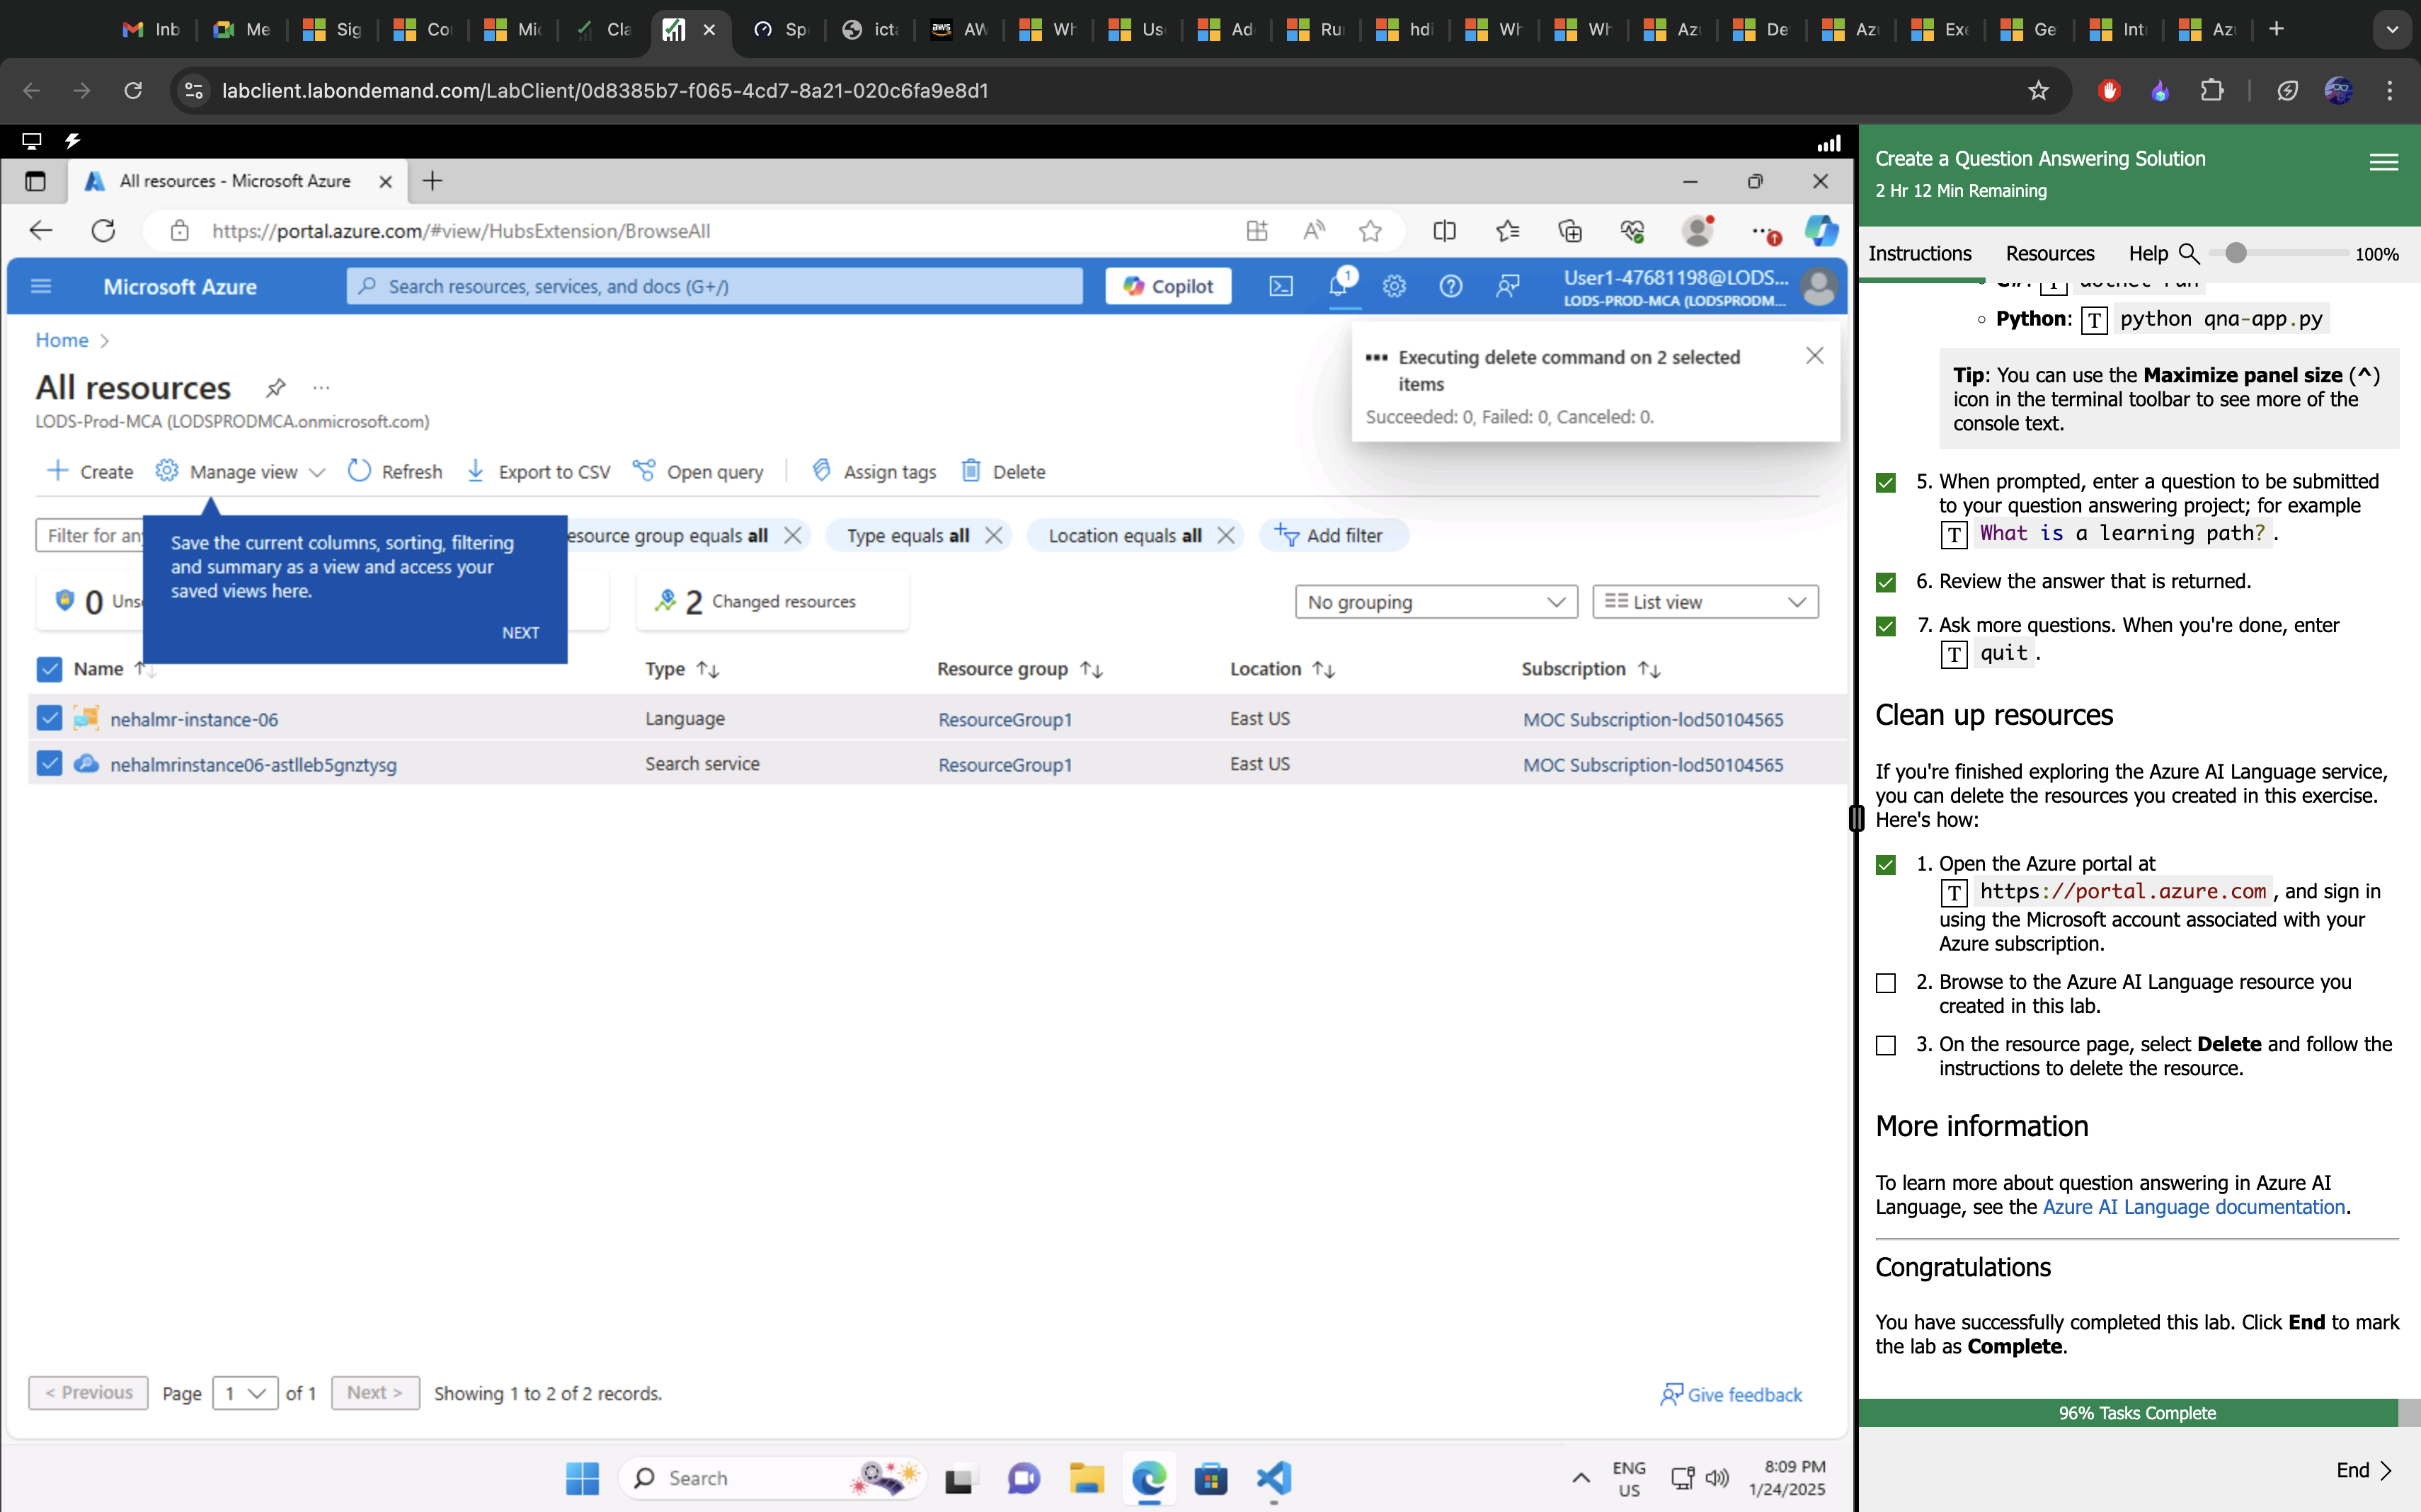 Inb
Me
Sig
Co
Mic
Cla
Sp
icta
aws AW
Wh
Us
Ad
Ru
hdi
Wh
Wh
Az
De
Az
Exe
Ge
Int
Az
labclient.labondemand.com/LabClient/0d8385b7-f065-4cd7-8a21-020c6fa9e8d1
All resources - Microsoft Azure
https://portal.azure.com/#view/HubsExtension/BrowseAll
Microsoft Azure
Search resources, services, and docs (G+/)
Copilot
1
User1-47681198@LODS...
LODS-PROD-MCA (LODSPRODM...
Home >
All resources
LODS-Prod-MCA (LODSPRODMCA.onmicrosoft.com)
Executing delete command on 2 selected
items
Succeeded: 0, Failed: 0, Canceled: 0.
Create Manage view Refresh Export to CSV Open query Assign tags Delete
Filter for any
esource group equals all
Type equals all
Location equals all
Add filter
Save the current columns, sorting, filtering
and summary as a view and access your
saved views here.
NEXT
0 Unse
2 Changed resources
No grouping
List view
Name Type Resource group Location Subscription
nehalmr-instance-06 Language ResourceGroup1 East US MOC Subscription-lod50104565
nehalmrinstance06-astlleb5gnztysg Search service ResourceGroup1 East US MOC Subscription-lod50104565
< Previous Page 1 of 1 Next > Showing 1 to 2 of 2 records.
Give feedback
Search
ENG
US
8:09 PM
1/24/2025
Create a Question Answering Solution
2 Hr 12 Min Remaining
Instructions Resources Help 100%
C#: T dotnet run
Python: T python qna-app.py
Tip: You can use the Maximize panel size (^)
icon in the terminal toolbar to see more of the
console text.
5. When prompted, enter a question to be submitted
to your question answering project; for example
T What is a learning path?.
6. Review the answer that is returned.
7. Ask more questions. When you're done, enter
T quit.
Clean up resources
If you're finished exploring the Azure AI Language service,
you can delete the resources you created in this exercise.
Here's how:
1. Open the Azure portal at
T https://portal.azure.com, and sign in
using the Microsoft account associated with your
Azure subscription.
2. Browse to the Azure AI Language resource you
created in this lab.
3. On the resource page, select Delete and follow the
instructions to delete the resource.
More information
To learn more about question answering in Azure AI
Language, see the Azure AI Language documentation.
Congratulations
You have successfully completed this lab. Click End to mark
the lab as Complete.
96% Tasks Complete
End >